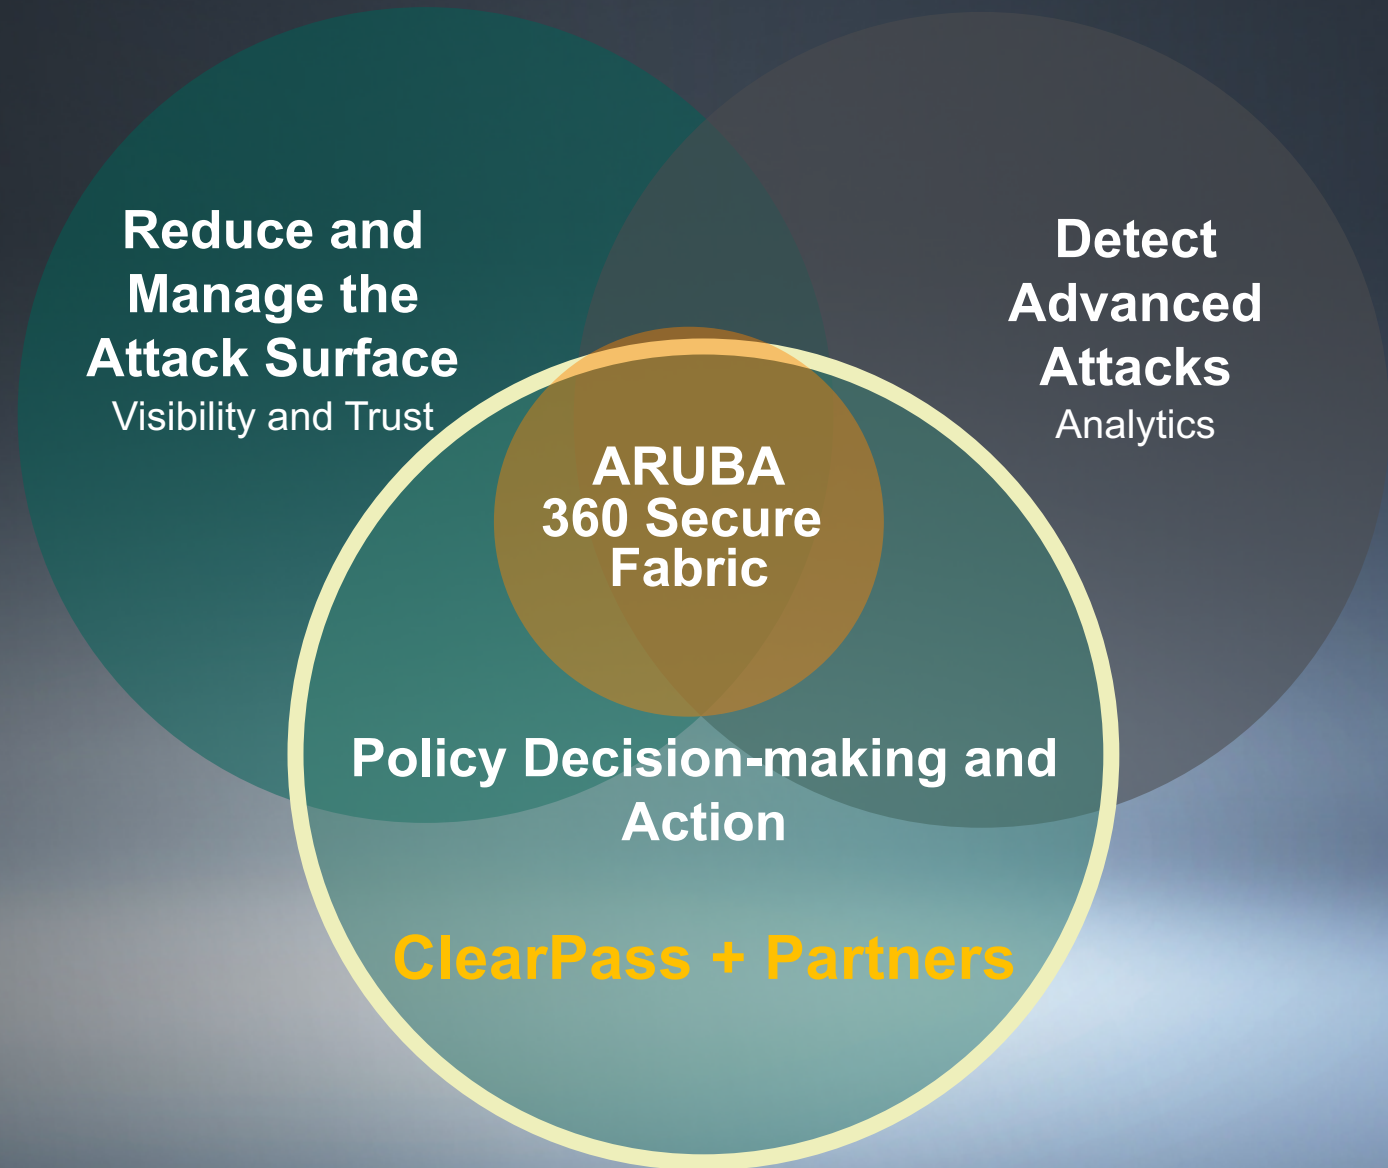 Reduce and
Manage the
Attack Surface
Visibility and Trust
Detect
Advanced
Attacks
Analytics
ARUBA
360 Secure
Fabric
Policy Decision-making and
Action
ClearPass + Partners